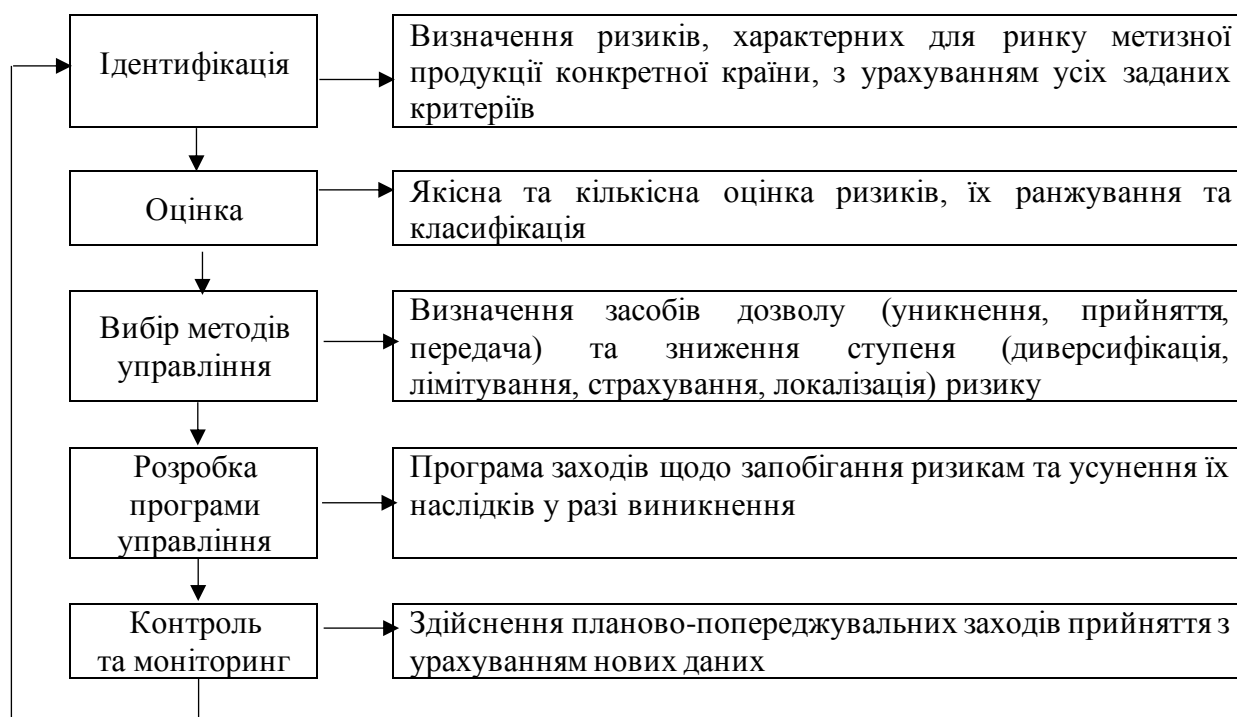 Ідентифікація
Визначення ризиків, характерних для ринку метизної
продукції конкретної країни, з урахуванням усіх заданих
критеріїв
Оцінка
Якісна та кількісна оцінка ризиків, їх ранжування та
класифікація
Вибір методів
управління
Визначення засобів дозволу (уникнення, прийняття,
передача) та зниження ступеня (диверсифікація,
лімітування, страхування, локалізація) ризику
Розробка
програми
управління
Програма заходів щодо запобігання ризикам та усунення їх
наслідків у разі виникнення
Контроль
та моніторинг
Здійснення планово-попереджувальних заходів прийняття з
урахуванням нових даних